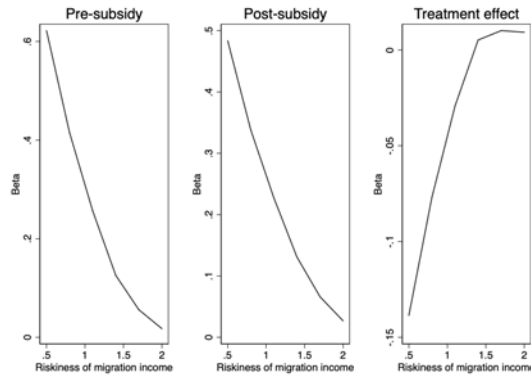 Pre-subsidy
Beta
.6
.4
.2
0
.5 1 1.5 2
Riskiness of migration income
Post-subsidy
Beta
.5
.4
.3
.2
.1
0
.5 1 1.5 2
Riskiness of migration income
Treatment effect
Beta
0
-.05
-.1
-.15
.5 1 1.5 2
Riskiness of migration income